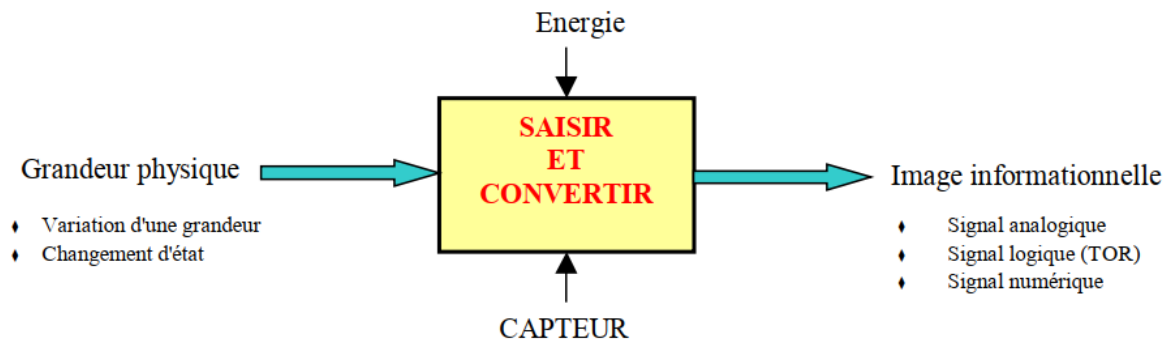 Energie
SAISIR
ET
CONVERTIR
Grandeur physique
♦ Variation d'une grandeur
♦ Changement d'état
Image informationnelle
♦ Signal analogique
♦ Signal logique (TOR)
♦ Signal numérique
CAPTEUR